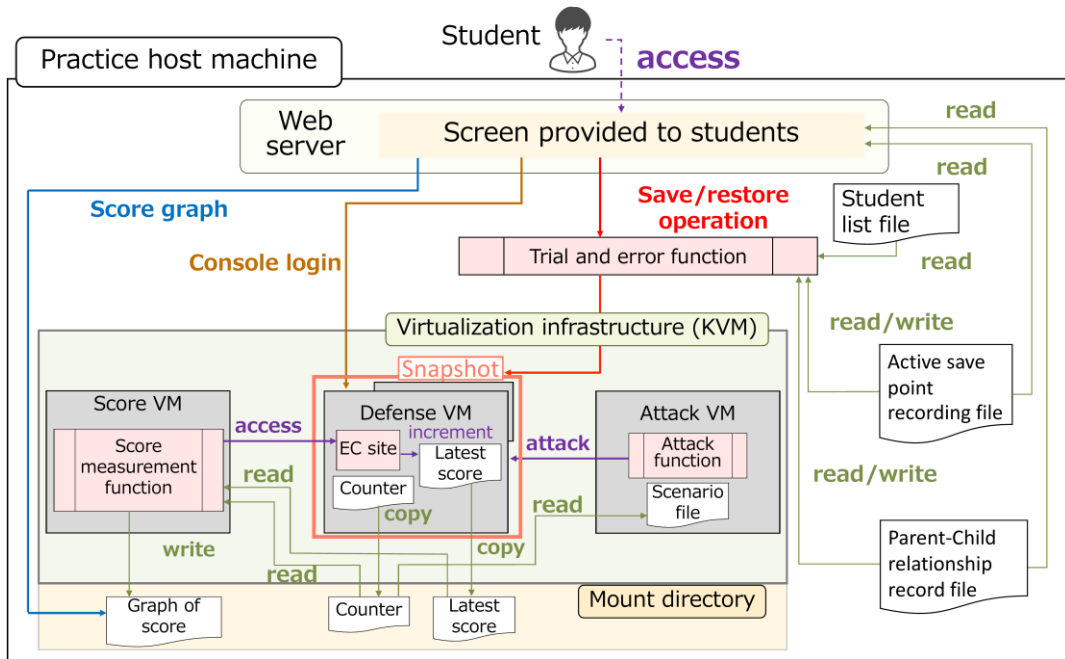 Student
Practice host machine
access
read
Web
server
Screen provided to students
read
Score graph
Save/restore
operation
Student
list file
Console login
Trial and error function
read
Virtualization infrastructure (KVM)
read/write
Snapshot
Active save
point
recording file
Score VM
Defense VM
Attack VM
access
increment
attack
Score
measurement
function
EC site
Latest
score
Attack
function
read
Counter
Scenario
file
read/write
copy
read
write
read
copy
Parent-Child
relationship
record file
Mount directory
Graph of
score
Counter
Latest
score